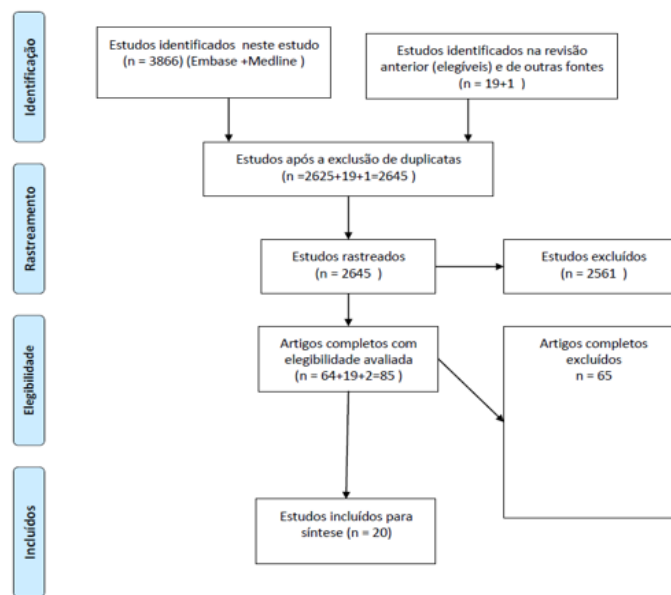 Identificação
Estudos identificados neste estudo
(n = 3866) (Embase +Medline )
Estudos identificados na revisão
anterior (elegíveis) e de outras fontes
(n = 19+1 )
Estudos após a exclusão de duplicatas
(n =2625+19+1=2645 )
Rastreamento
Estudos rastreados
(n = 2645 )
Estudos excluídos
(n = 2561 )
Elegibilidade
Artigos completos com
elegibilidade avaliada
(n = 64+19+2=85 )
Artigos completos
excluídos
n = 65
Incluídos
Estudos incluídos para
síntese (n = 20)